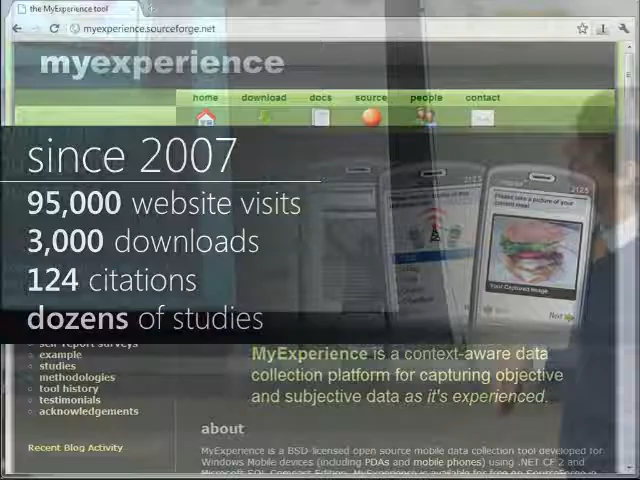 the MyExperience tool
myexperience.sourceforge.net
myexperience
home download docs source people contact
since 2007
95,000 website visits
3,000 downloads
124 citations
dozens of studies
Please take a picture of your
Your Captured Image
Next
self report surveys
example
studies
methodologies
tool history
testimonials
acknowledgements
Recent Blog Activity
MyExperience is a context-aware data
collection platform for capturing objective
and subjective data as it's experienced.
about
MyExperience is a BSD-licensed open source mobile data collection tool developed for
Windows Mobile devices (including PDAs and mobile phones) using .NET CF 2 and